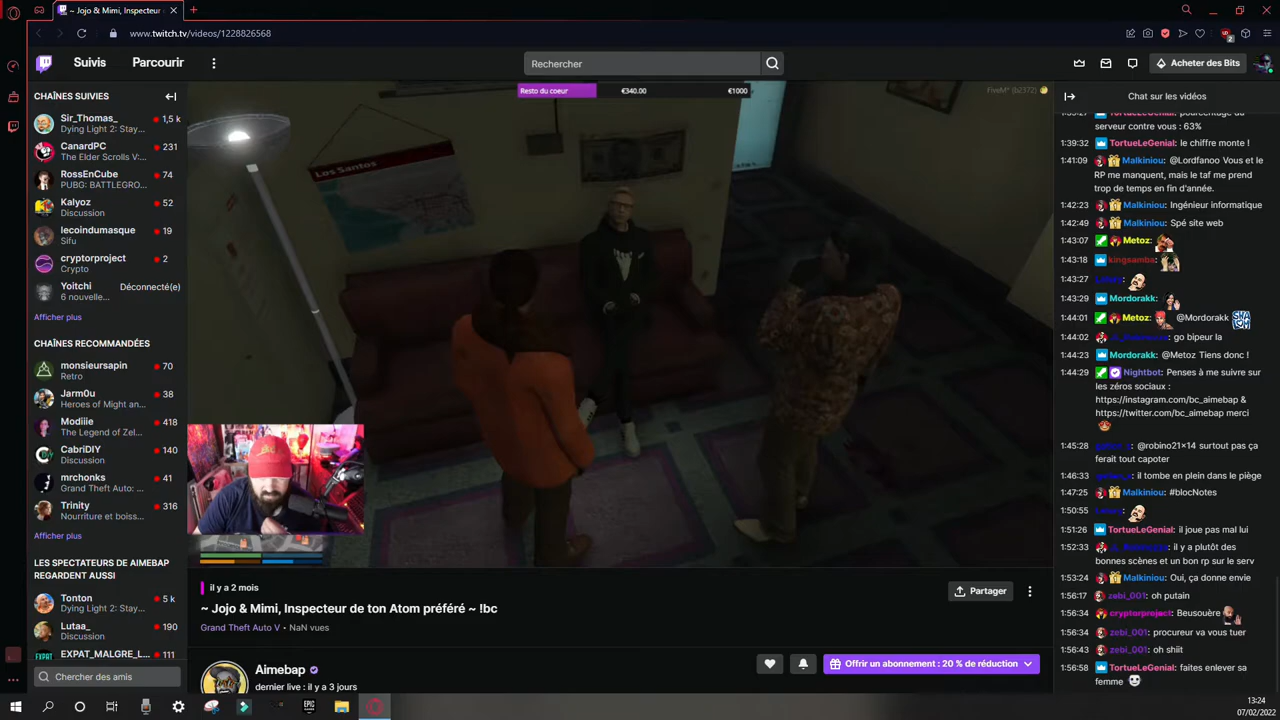 ~ Jojo & Mimi, Inspecteur
www.twitch.tv/videos/1228826568
2
Suivis
Parcourir
Rechercher
Acheter des Bits
CHAÎNES SUIVIES
Sir_Thomas_
1,5 k
Dying Light 2: Stay...
CanardPC
231
The Elder Scrolls V:...
RossEnCube
74
PUBG: BATTLEGRO...
Kalyoz
52
Discussion
lecoindumasque
19
Sifu
cryptorproject
2
Crypto
Yoitchi
Déconnecté(e)
6 nouvelle...
Afficher plus
CHAÎNES RECOMMANDÉES
monsieursapin
70
Retro
Jarm0u
38
Heroes of Might an...
Modiiie
418
The Legend of Zel...
CabriDIY
140
Discussion
mrchonks
41
Grand Theft Auto: ...
Trinity
316
Nourriture et boiss...
Afficher plus
LES SPECTATEURS DE AIMEBAP
REGARDENT AUSSI
Tonton
5 k
Dying Light 2: Stay...
Lutaa_
190
Discussion
EXPAT_MALGRE_L...
111
Chercher des amis
Resto du coeur
€340.00
€1000
FiveM® (b2372)
Los Santos
il y a 2 mois
Partager
~ Jojo & Mimi, Inspecteur de ton Atom préféré ~ !bc
Grand Theft Auto V • NaN vues
Aimebap
dernier live : il y a 3 jours
Offrir un abonnement : 20 % de réduction
Chat sur les vidéos
TortueLeGenial: pourcentage du
serveur contre vous : 63%
1:39:32 TortueLeGenial: le chiffre monte !
1:41:09 Malkiniou: @Lordfanoo Vous et le
RP me manquent, mais le taf me prend
trop de temps en fin d'année.
1:42:23 Malkiniou: Ingénieur informatique
1:42:49 Malkiniou: Spé site web
1:43:07 Metoz:
1:43:18 kingsamba:
1:43:27
1:43:29 Mordorakk:
1:44:01 Metoz: @Mordorakk
1:44:02 go bipeur la
1:44:23 Mordorakk: @Metoz Tiens donc !
1:44:29 Nightbot: Penses à me suivre sur
les zéros sociaux :
https://instagram.com/bc_aimebap &
https://twitter.com/bc_aimebap merci
1:45:28 @robino21x14 surtout pas ça
ferait tout capoter
1:46:33 il tombe en plein dans le piège
1:47:25 Malkiniou: #blocNotes
1:50:55
1:51:26 TortueLeGenial: il joue pas mal lui
1:52:33 il y a plutôt des
bonnes scènes et un bon rp sur le serv
1:53:24 Malkiniou: Oui, ça donne envie
1:56:17 zebi_001: oh putain
1:56:34 cryptorproject: Beusouère
1:56:34 zebi_001: procureur va vous tuer
1:56:43 zebi_001: oh shiit
1:56:58 TortueLeGenial: faites enlever sa
femme
13:24
07/02/2022